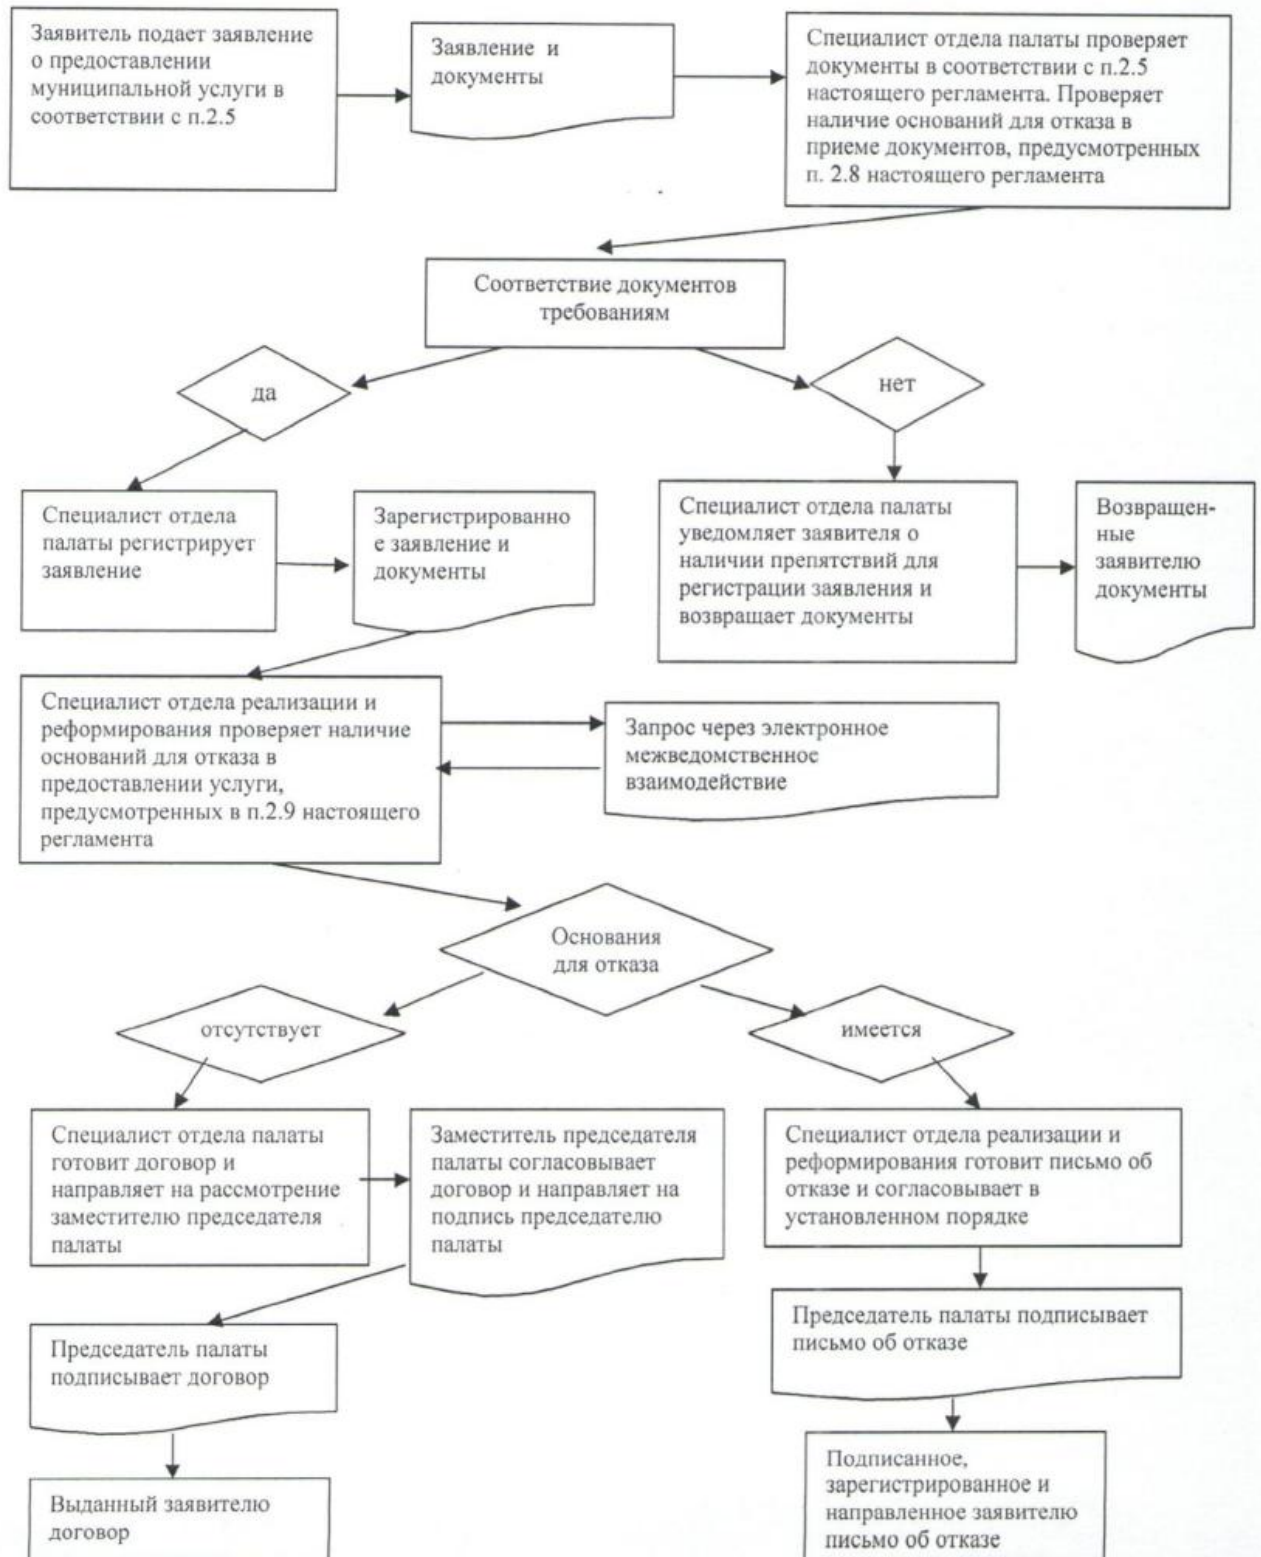 Заявитель подает заявление
о предоставлении
муниципальной услуги в
соответствии с п.2.5
Заявление и
документы
Специалист отдела палаты проверяет
документы в соответствии с п.2.5
настоящего регламента. Проверяет
наличие оснований для отказа в
приеме документов, предусмотренных
п. 2.8 настоящего регламента
Соответствие документов
требованиям
да
нет
Специалист отдела
палаты регистрирует
заявление
Зарегистрированно
е заявление и
документы
Специалист отдела палаты
уведомляет заявителя о
наличии препятствий для
регистрации заявления и
возвращает документы
Возвращен-
ные
заявителю
документы
Специалист отдела реализации и
реформирования проверяет наличие
оснований для отказа в
предоставлении услуги,
предусмотренных в п.2.9 настоящего
регламента
Запрос через электронное
межведомственное
взаимодействие
Основания
для отказа
отсутствует
имеется
Специалист отдела палаты
готовит договор и
направляет на рассмотрение
заместителю председателя
палаты
Заместитель председателя
палаты согласовывает
договор и направляет на
подпись председателю
палаты
Специалист отдела реализации и
реформирования готовит письмо об
отказе и согласовывает в
установленном порядке
Председатель палаты
подписывает договор
Председатель палаты подписывает
письмо об отказе
Выданный заявителю
договор
Подписанное,
зарегистрированное и
направленное заявителю
письмо об отказе